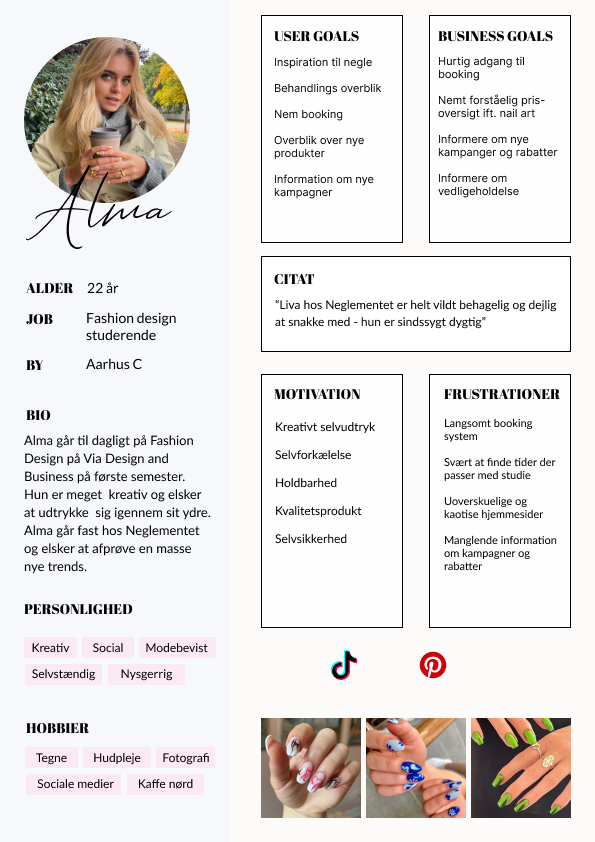 Alma
ALDER 22 år
JOB Fashion design
studerende
BY Aarhus C
BIO
Alma går til dagligt på Fashion
Design på Via Design and
Business på første semester.
Hun er meget kreativ og elsker
at udtrykke sig igennem sit ydre.
Alma går fast hos Neglementet
og elsker at afprøve en masse
nye trends.
PERSONLIGHED
Kreativ Social Modebevist
Selvstændig Nysgerrig
HOBBIER
Tegne Hudpleje Fotografi
Sociale medier Kaffe nørd
USER GOALS
Inspiration til negle
Behandlings overblik
Nem booking
Overblik over nye
produkter
Information om nye
kampagner
BUSINESS GOALS
Hurtig adgang til
booking
Nemt forståelig pris-
oversigt ift. nail art
Informere om nye
kampanger og rabatter
Informere om
vedligeholdelse
CITAT
“Liva hos Neglementet er helt vildt behagelig og dejlig
at snakke med - hun er sindssygt dygtig”
MOTIVATION
Kreativt selvudtryk
Selvforkælelse
Holdbarhed
Kvalitetsprodukt
Selvsikkerhed
FRUSTRATIONER
Langsomt booking
system
Svært at finde tider der
passer med studie
Uoverskuelige og
kaotise hjemmesider
Manglende information
om kampagner og
rabatter